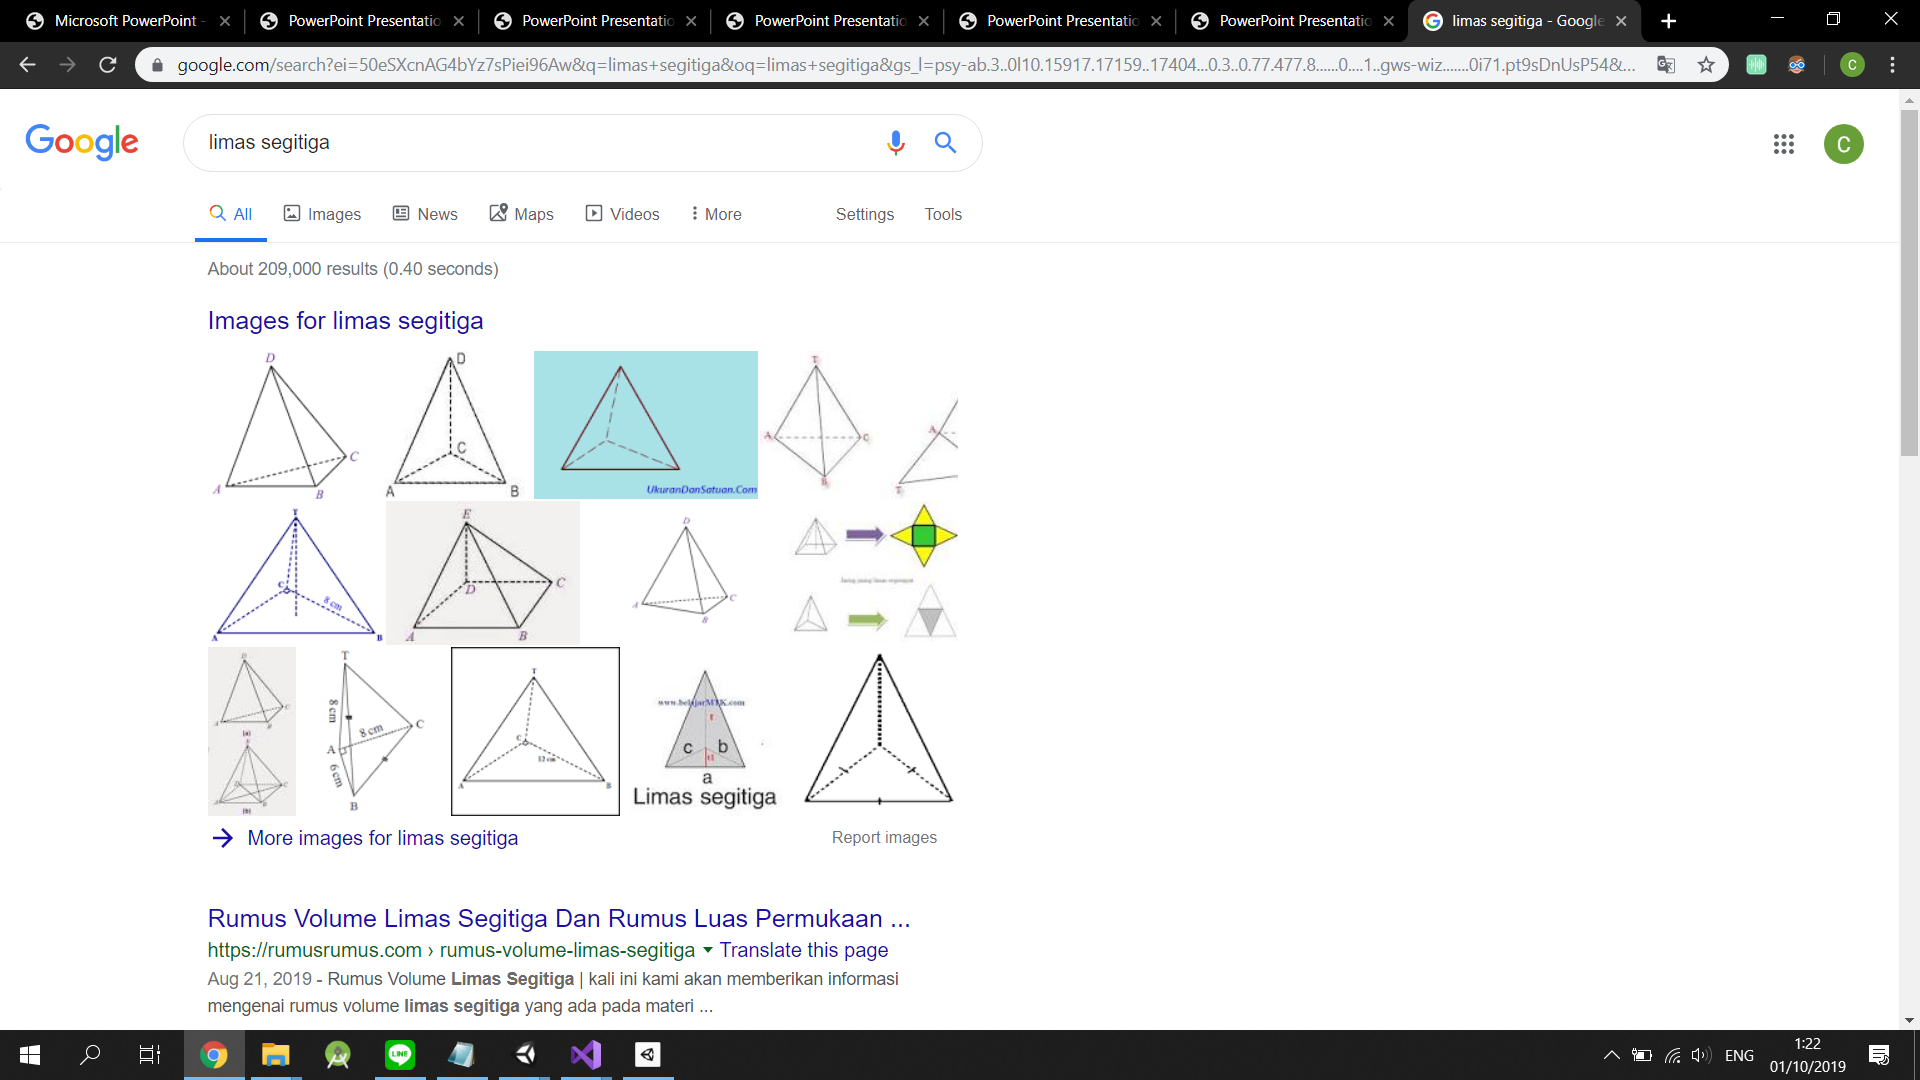 Microsoft PowerPoint -
PowerPoint Presentatio
PowerPoint Presentatio
PowerPoint Presentatio
PowerPoint Presentatio
PowerPoint Presentatio
limas segitiga - Google
google.com/search?ei=50eSXcnAG4bYz7sPiei96Aw&q=limas+segitiga&oq=limas+segitiga&gs_l=psy-ab.3..0l10.15917.17159..17404...0.3..0.77.477.8......0....1..gws-wiz.......0i71.pt9sDnUsP54&...
C
Google
limas segitiga
C
All
Images
News
Maps
Videos
More
Settings
Tools
About 209,000 results (0.40 seconds)
Images for limas segitiga
D
A
B
C
D
C
A
B
UkuranDanSatuan.Com
T
A
C
B
A
T
T
C
8 cm
A
B
E
D
C
A
B
D
A
C
B
T
8 cm
A
8 cm
C
6 cm
B
T
C
12 cm
A
B
www.belajarMTK.com
t
c
b
t1
a
Limas segitiga
More images for limas segitiga
Report images
Rumus Volume Limas Segitiga Dan Rumus Luas Permukaan ...
https://rumusrumus.com › rumus-volume-limas-segitiga
Translate this page
Aug 21, 2019 - Rumus Volume Limas Segitiga | kali ini kami akan memberikan informasi
mengenai rumus volume limas segitiga yang ada pada materi ...
LINE
ENG
1:22
01/10/2019